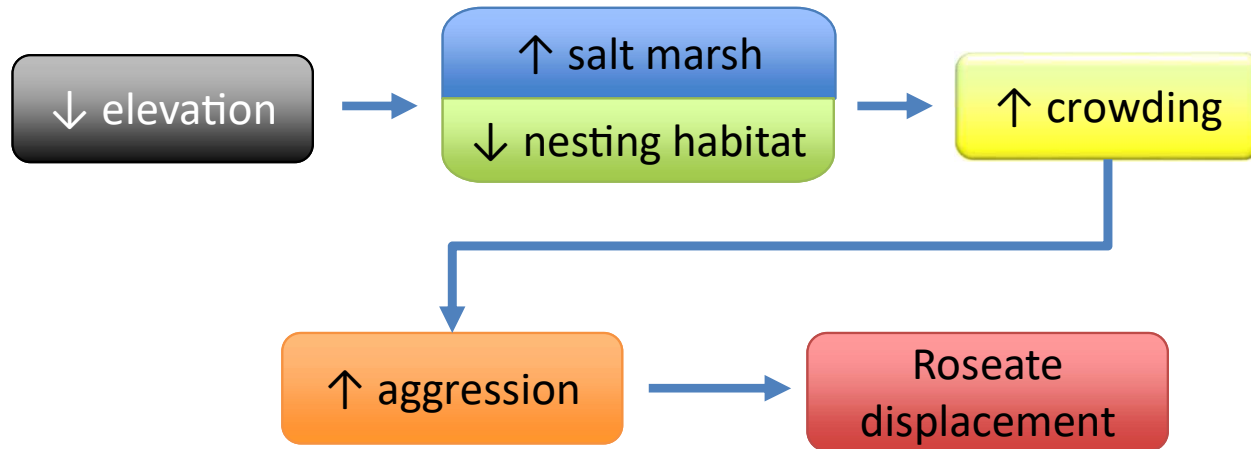 ↓ elevation
↑ salt marsh
↓ nesting habitat
↑ crowding
↑ aggression
Roseate
displacement